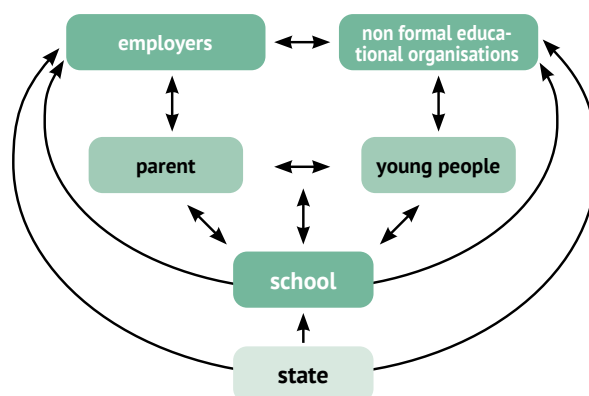 employers
non formal educa-
tional organisations
parent
young people
school
state